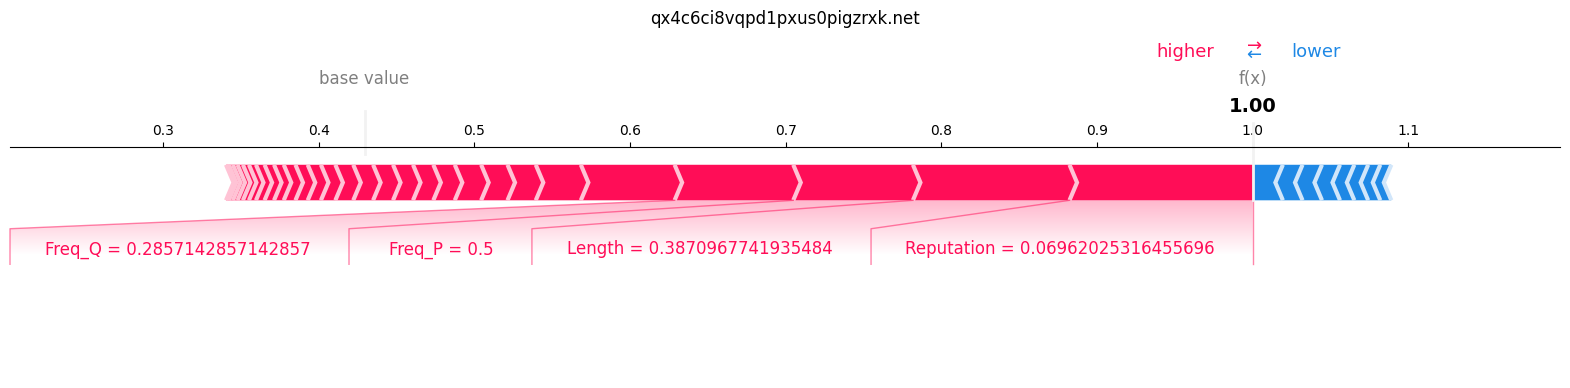 qx4c6ci8vqpd1pxus0pigzrxk.net
higher ⇄ lower
base value f(x)
1.00
0.3 0.4 0.5 0.6 0.7 0.8 0.9 1.0 1.1
Freq_Q = 0.2857142857142857 Freq_P = 0.5 Length = 0.3870967741935484 Reputation = 0.06962025316455696